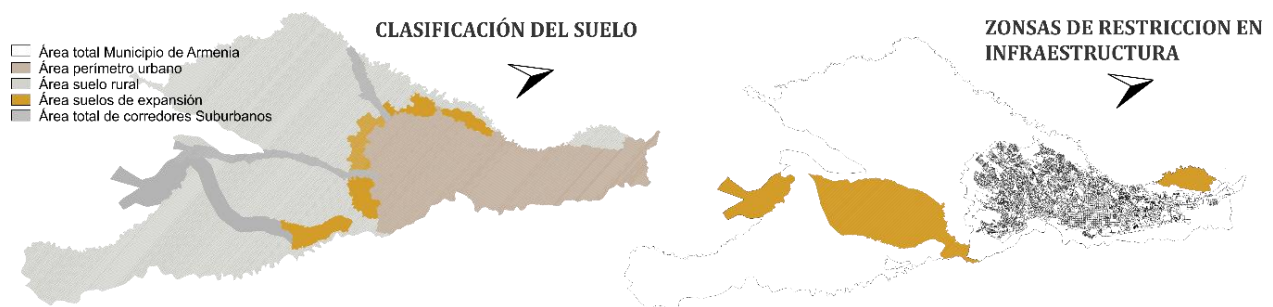 CLASIFICACIÓN DEL SUELO
Área total Municipio de Armenia
Área perímetro urbano
Área suelo rural
Área suelos de expansión
Área total de corredores Suburbanos
ZONSAS DE RESTRICCION EN
INFRAESTRUCTURA